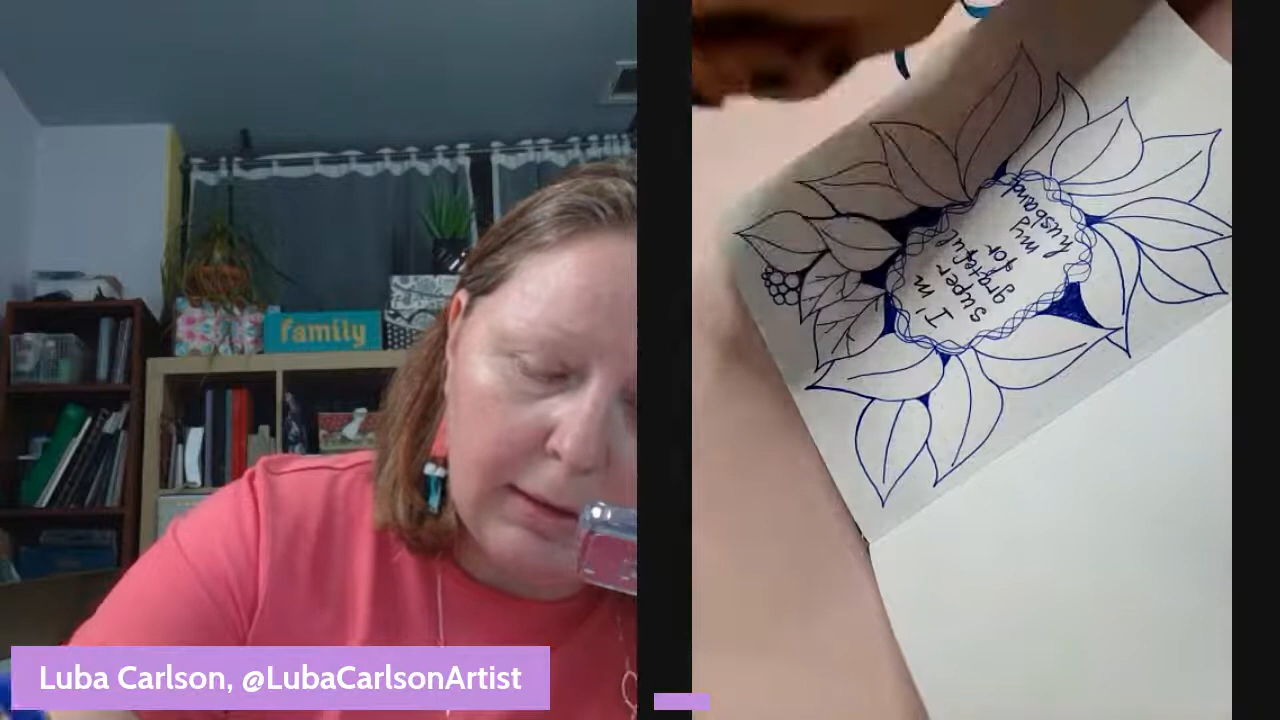 family
I'm
super
grateful
for
my
husband
Luba Carlson, @LubaCarlsonArtist